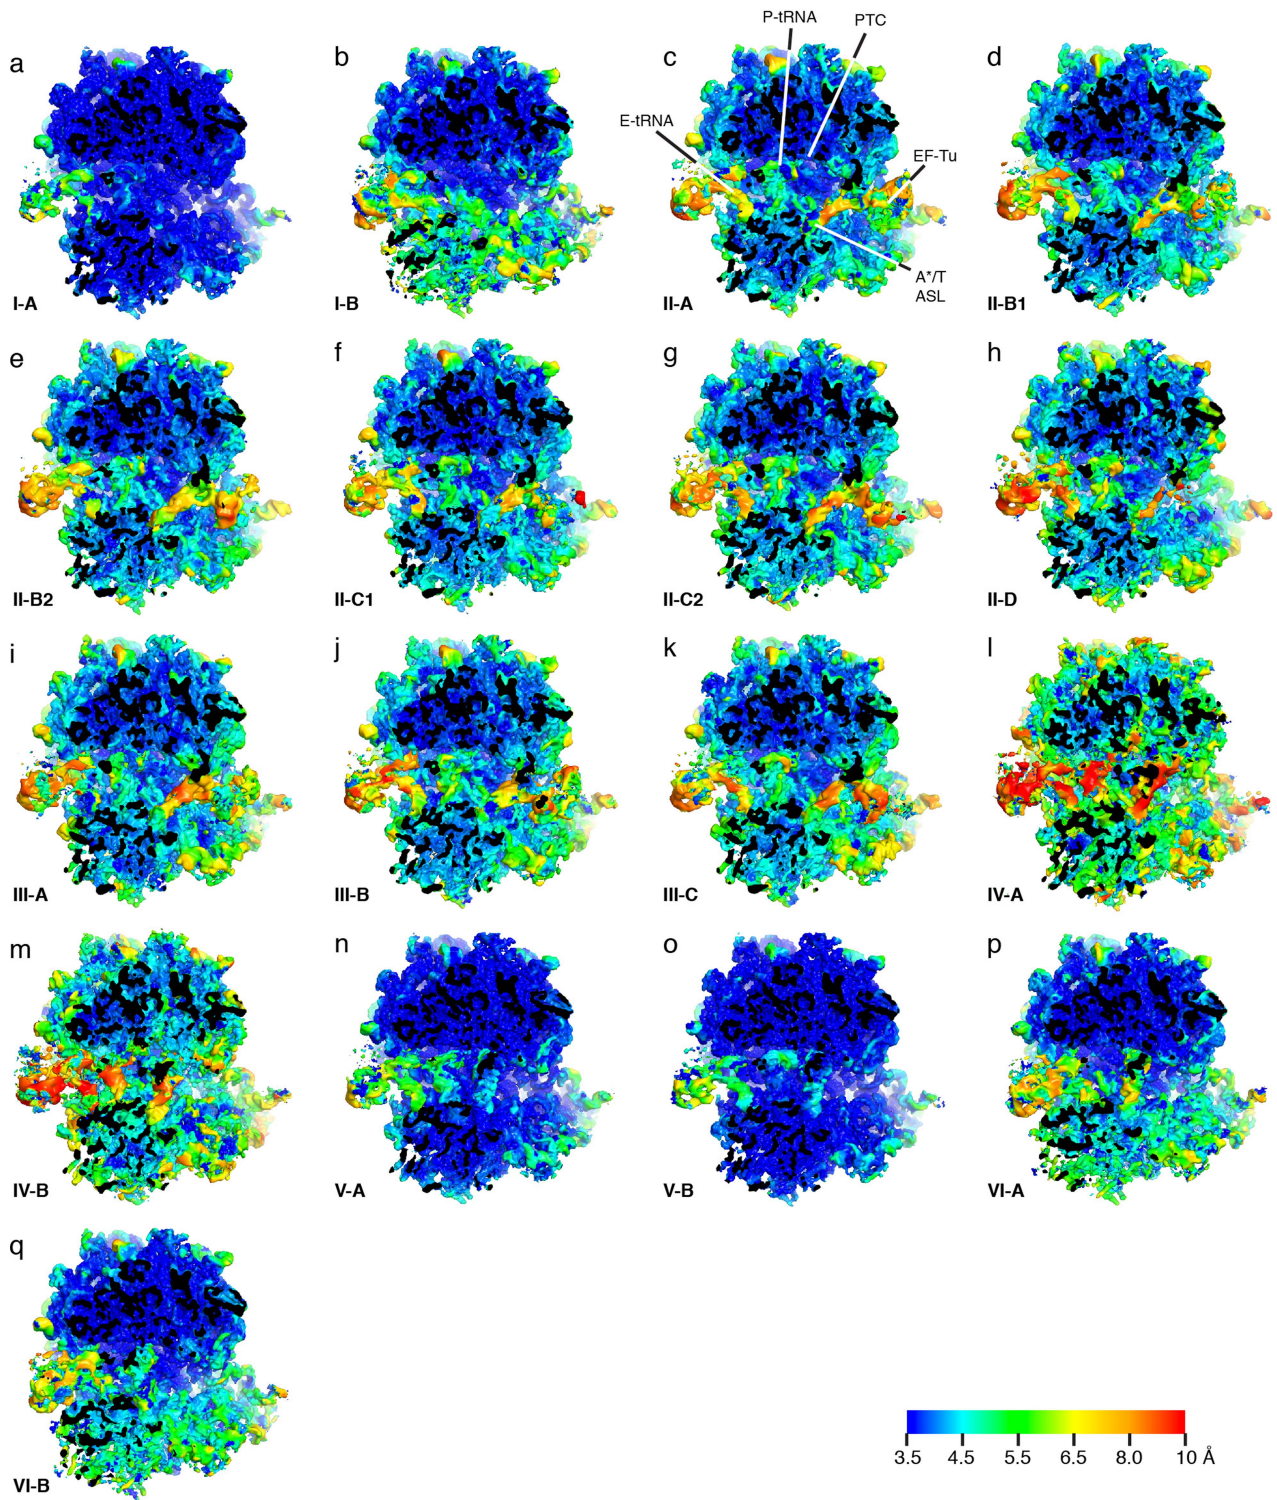 P-tRNA
PTC
a
b
c
d
E-tRNA
EF-Tu
A*/T
ASL
I-A
I-B
II-A
II-B1
e
f
g
h
II-B2
II-C1
II-C2
II-D
i
j
k
l
III-A
III-B
III-C
IV-A
m
n
o
p
IV-B
V-A
V-B
VI-A
q
VI-B
3.5 4.5 5.5 6.5 8.0 10 Å